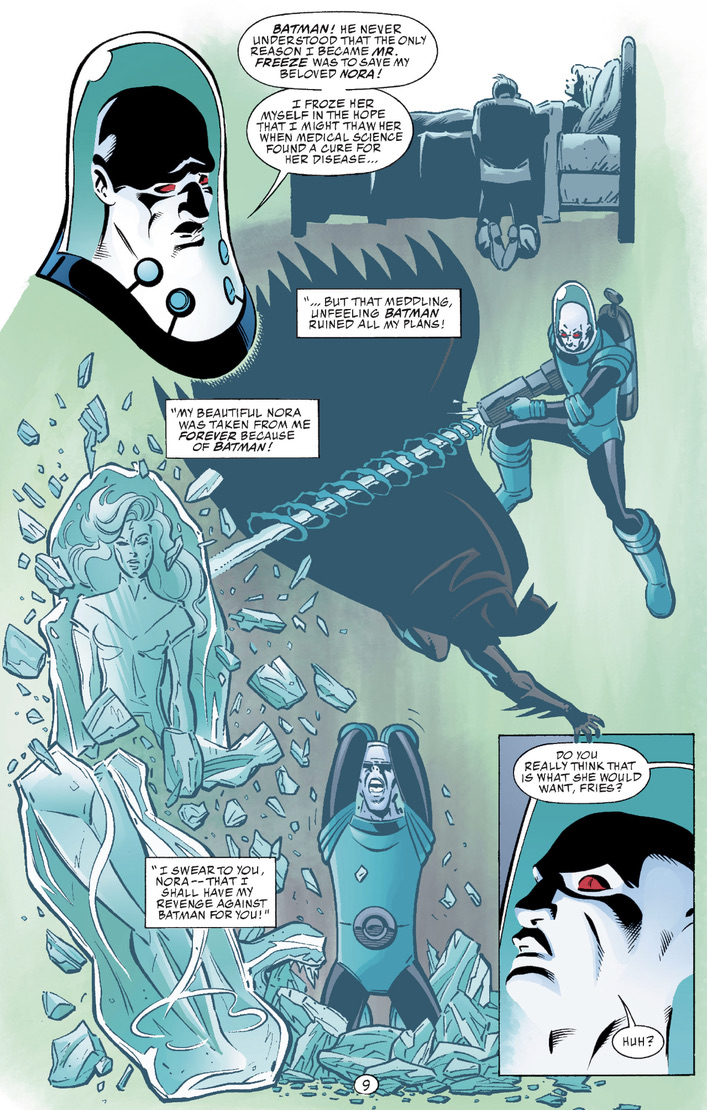 BATMAN! HE NEVER
UNDERSTOOD THAT THE ONLY
REASON I BECAME MR.
FREEZE WAS TO SAVE MY
BELOVED NORA!
I FROZE HER
MYSELF IN THE HOPE
THAT I MIGHT THAW HER
WHEN MEDICAL SCIENCE
FOUND A CURE FOR
HER DISEASE...
"... BUT THAT MEDDLING,
UNFEELING BATMAN
RUINED ALL MY PLANS!
"MY BEAUTIFUL NORA
WAS TAKEN FROM ME
FOREVER BECAUSE
OF BATMAN!
"I SWEAR TO YOU,
NORA--THAT I
SHALL HAVE MY
REVENGE AGAINST
BATMAN FOR YOU!"
DO YOU
REALLY THINK THAT
IS WHAT SHE WOULD
WANT, FRIES?
HUH?
9